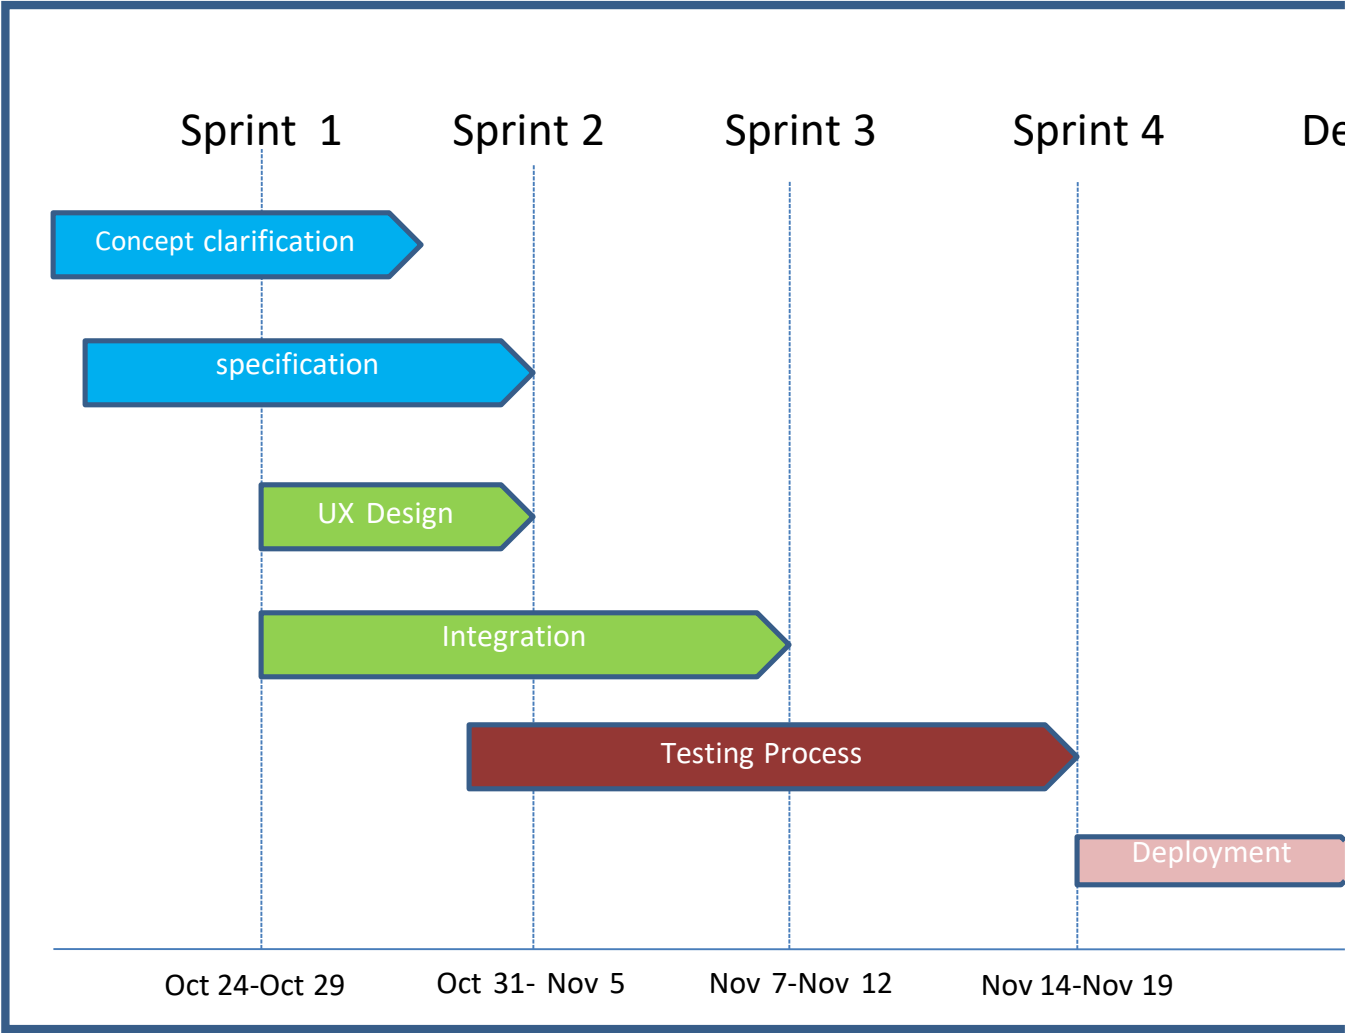 Sprint 1 Sprint 2 Sprint 3 Sprint 4 De
Concept clarification
specification
UX Design
Integration
Testing Process
Deployment
Oct 24-Oct 29 Oct 31- Nov 5 Nov 7-Nov 12 Nov 14-Nov 19